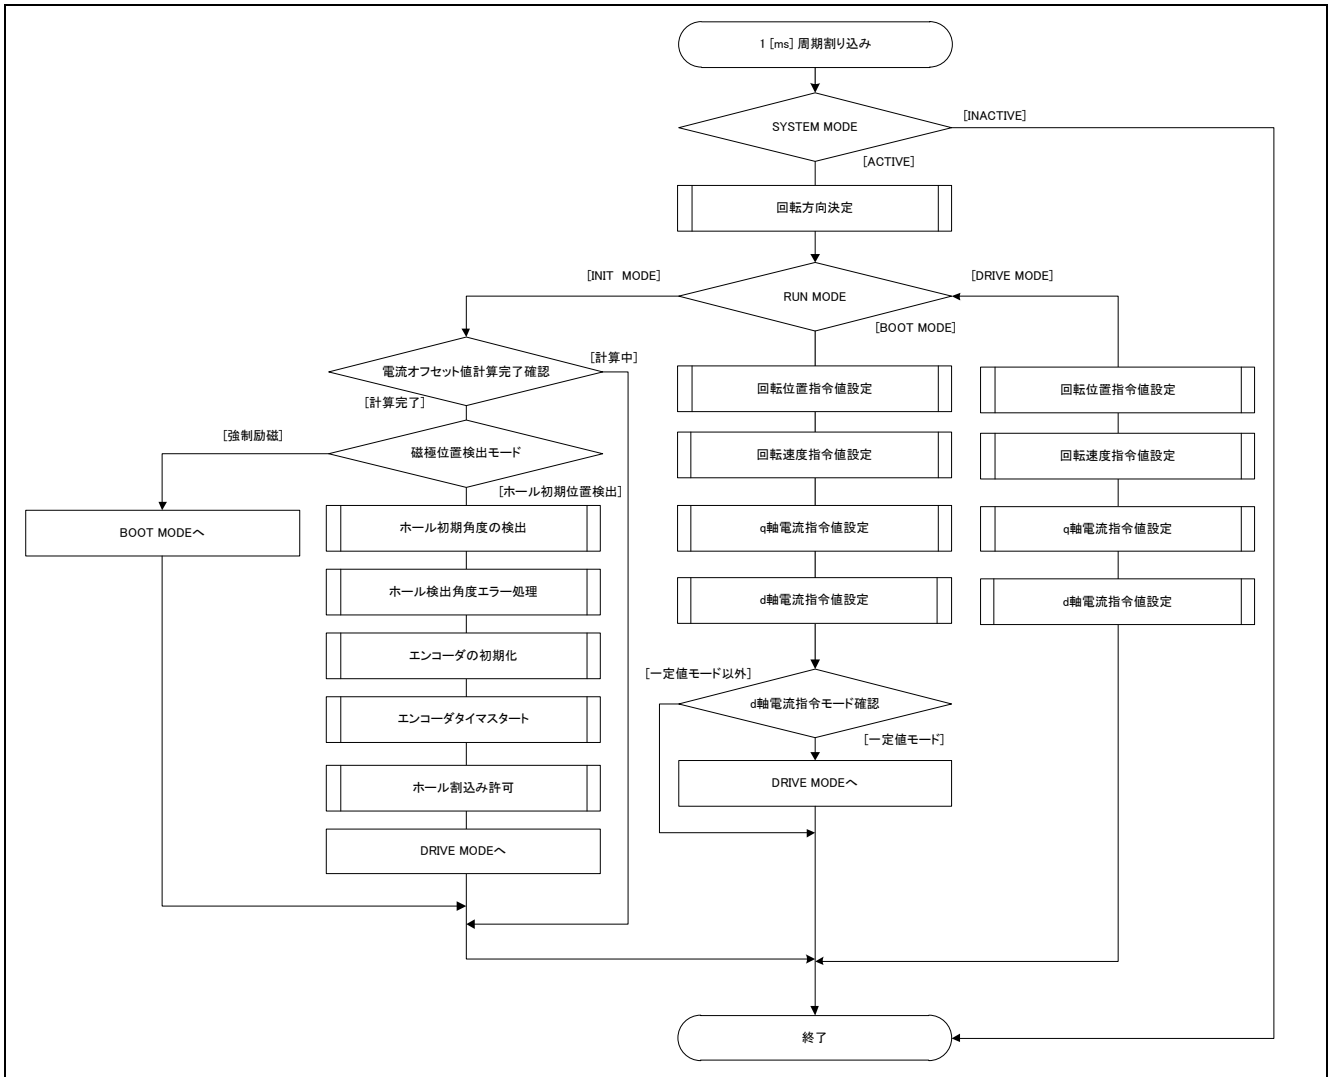 1 [ms] 周期割り込み
SYSTEM MODE
[INACTIVE]
[ACTIVE]
回転方向決定
[INIT MODE]
RUN MODE
[DRIVE MODE]
[BOOT MODE]
電流オフセット値計算完了確認
[計算中]
[計算完了]
[強制励磁]
磁極位置検出モード
[ホール初期位置検出]
BOOT MODEへ
ホール初期角度の検出
ホール検出角度エラー処理
エンコーダの初期化
エンコーダタイマスタート
ホール割込み許可
DRIVE MODEへ
回転位置指令値設定
回転速度指令値設定
q軸電流指令値設定
d軸電流指令値設定
[一定値モード以外]
d軸電流指令モード確認
[一定値モード]
DRIVE MODEへ
回転位置指令値設定
回転速度指令値設定
q軸電流指令値設定
d軸電流指令値設定
終了